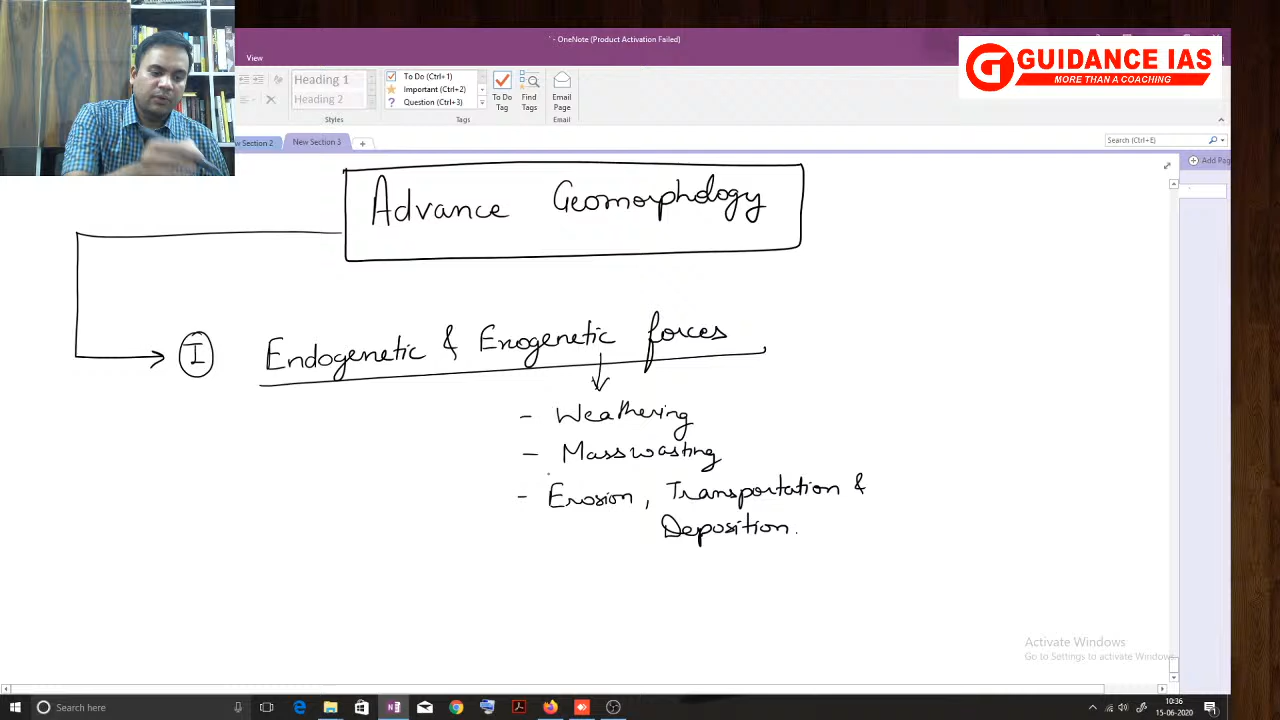 ' - OneNote (Product Activation Failed)
View
GUIDANCE IAS
MORE THAN A COACHING
Heading 1
Heading 2
Styles
To Do (Ctrl+1)
Important (Ctrl+2)
Question (Ctrl+3)
Tags
To Do Tag
Find Tags
Email Page
Email
Section 2
New Section 3
Search (Ctrl+E)
Add Pag
Advance Geomorphology
I Endogenetic & Exogenetic forces
- Weathering
- Masswasting
- Erosion, Transportation &
Deposition.
Activate Windows
Go to Settings to activate Windows
Search here
10:36
15-06-2020